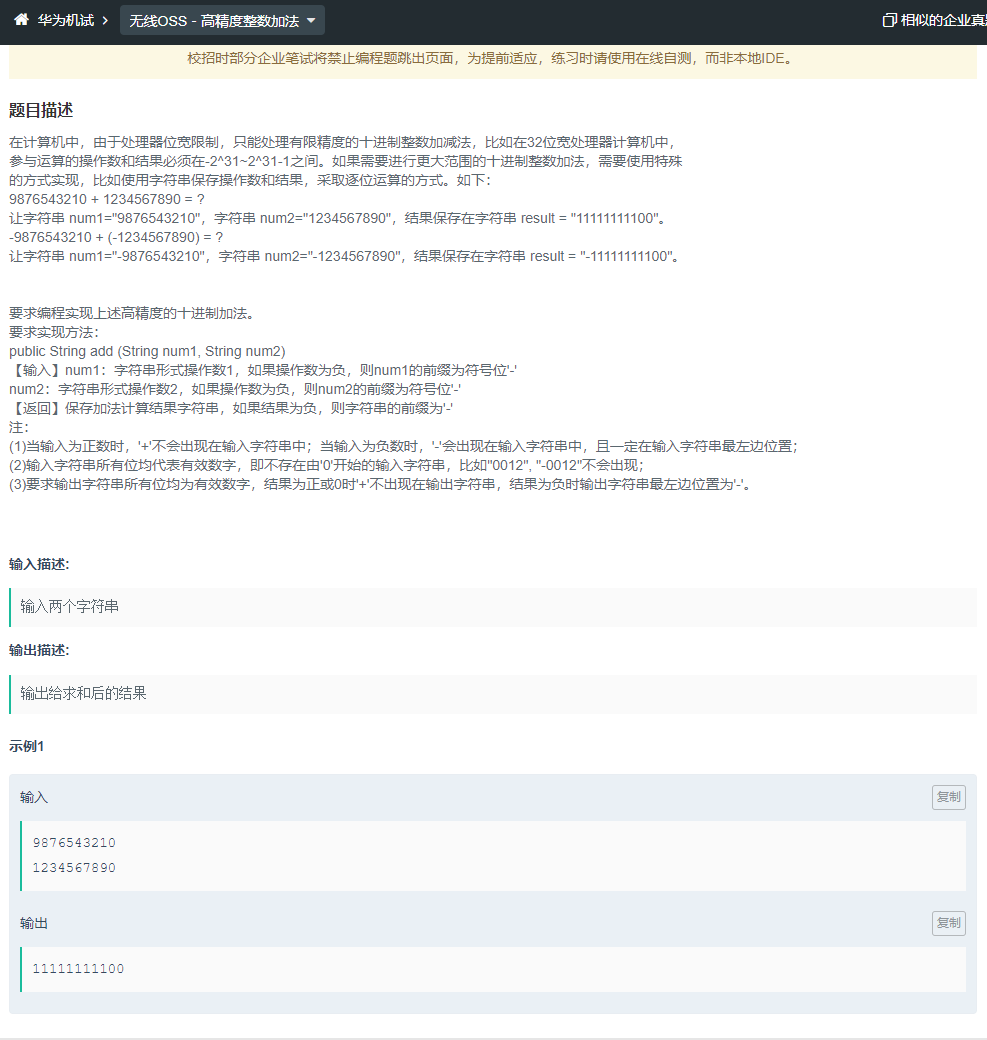 华为机试 无线OSS - 高精度整数加法 相似的企业真
校招时部分企业笔试将禁止编程题跳出页面，为提前适应，练习时请使用在线自测，而非本地IDE。
题目描述
在计算机中，由于处理器位宽限制，只能处理有限精度的十进制整数加减法，比如在32位宽处理器计算机中，
参与运算的操作数和结果必须在-2^31~2^31-1之间。如果需要进行更大范围的十进制整数加法，需要使用特殊
的方式实现，比如使用字符串保存操作数和结果，采取逐位运算的方式。如下：
9876543210 + 1234567890 = ?
让字符串 num1="9876543210"，字符串 num2="1234567890"，结果保存在字符串 result = "11111111100"。
-9876543210 + (-1234567890) = ?
让字符串 num1="-9876543210"，字符串 num2="-1234567890"，结果保存在字符串 result = "-11111111100"。
要求编程实现上述高精度的十进制加法。
要求实现方法：
public String add (String num1, String num2)
【输入】num1：字符串形式操作数1，如果操作数为负，则num1的前缀为符号位'-'
num2：字符串形式操作数2，如果操作数为负，则num2的前缀为符号位'-'
【返回】保存加法计算结果字符串，如果结果为负，则字符串的前缀为'-'
注：
(1)当输入为正数时，'+'不会出现在输入字符串中；当输入为负数时，'-'会出现在输入字符串中，且一定在输入字符串最左边位置；
(2)输入字符串所有位均代表有效数字，即不存在由'0'开始的输入字符串，比如"0012", "-0012"不会出现；
(3)要求输出字符串所有位均为有效数字，结果为正或0时'+'不出现在输出字符串，结果为负时输出字符串最左边位置为'-'。
输入描述:
输入两个字符串
输出描述:
输出给求和后的结果
示例1
输入 复制
9876543210
1234567890
输出 复制
11111111100